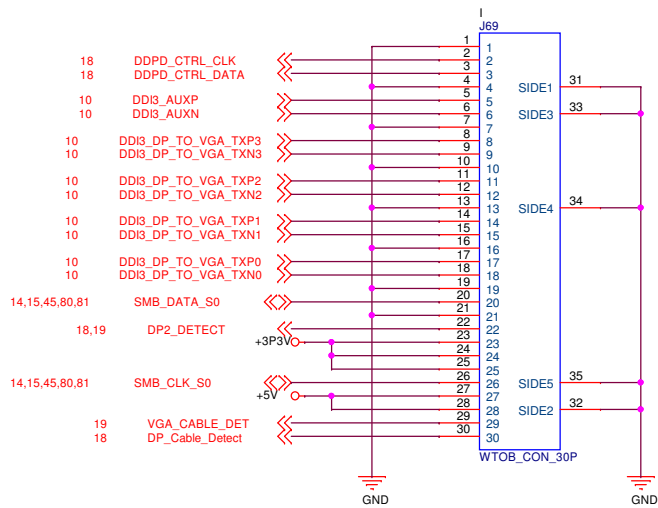 I
J69
1 1
18 DDPD_CTRL_CLK 2 2
18 DDPD_CTRL_DATA 3 3
4 4 SIDE1 31
10 DDI3_AUXP 5 5
10 DDI3_AUXN 6 6 SIDE3 33
7 7
10 DDI3_DP_TO_VGA_TXP3 8 8
10 DDI3_DP_TO_VGA_TXN3 9 9
10 10
10 DDI3_DP_TO_VGA_TXP2 11 11
10 DDI3_DP_TO_VGA_TXN2 12 12
13 13 SIDE4 34
10 DDI3_DP_TO_VGA_TXP1 14 14
10 DDI3_DP_TO_VGA_TXN1 15 15
16 16
10 DDI3_DP_TO_VGA_TXP0 17 17
10 DDI3_DP_TO_VGA_TXN0 18 18
19 19
14,15,45,80,81 SMB_DATA_S0 20 20
21 21
18,19 DP2_DETECT 22 22
+3P3V 23 23
24 24
25 25
14,15,45,80,81 SMB_CLK_S0 26 26 SIDE5 35
+5V 27 27
28 28 SIDE2 32
19 VGA_CABLE_DET 29 29
18 DP_Cable_Detect 30 30
WTOB_CON_30P
GND GND